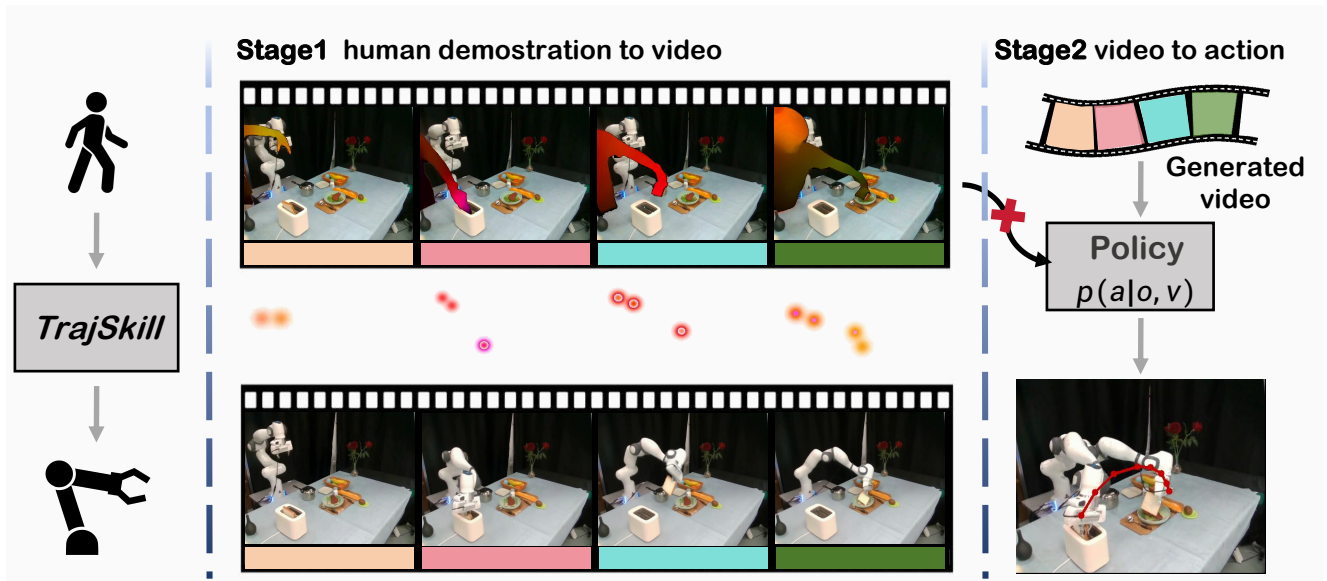 Stage1 human demostration to video
Stage2 video to action
Generated
video
Policy
p(a|o, v)
TrajSkill